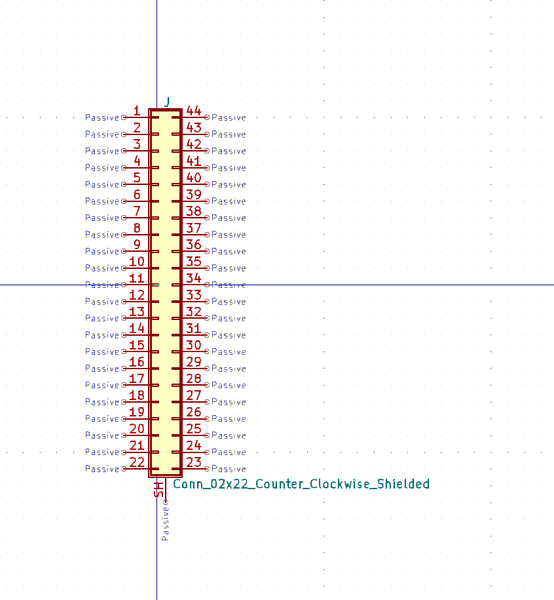 J
Passive 1 44 Passive
Passive 2 43 Passive
Passive 3 42 Passive
Passive 4 41 Passive
Passive 5 40 Passive
Passive 6 39 Passive
Passive 7 38 Passive
Passive 8 37 Passive
Passive 9 36 Passive
Passive 10 35 Passive
Passive 11 34 Passive
Passive 12 33 Passive
Passive 13 32 Passive
Passive 14 31 Passive
Passive 15 30 Passive
Passive 16 29 Passive
Passive 17 28 Passive
Passive 18 27 Passive
Passive 19 26 Passive
Passive 20 25 Passive
Passive 21 24 Passive
Passive 22 23 Passive
SH
Conn_02x22_Counter_Clockwise_Shielded
Passive